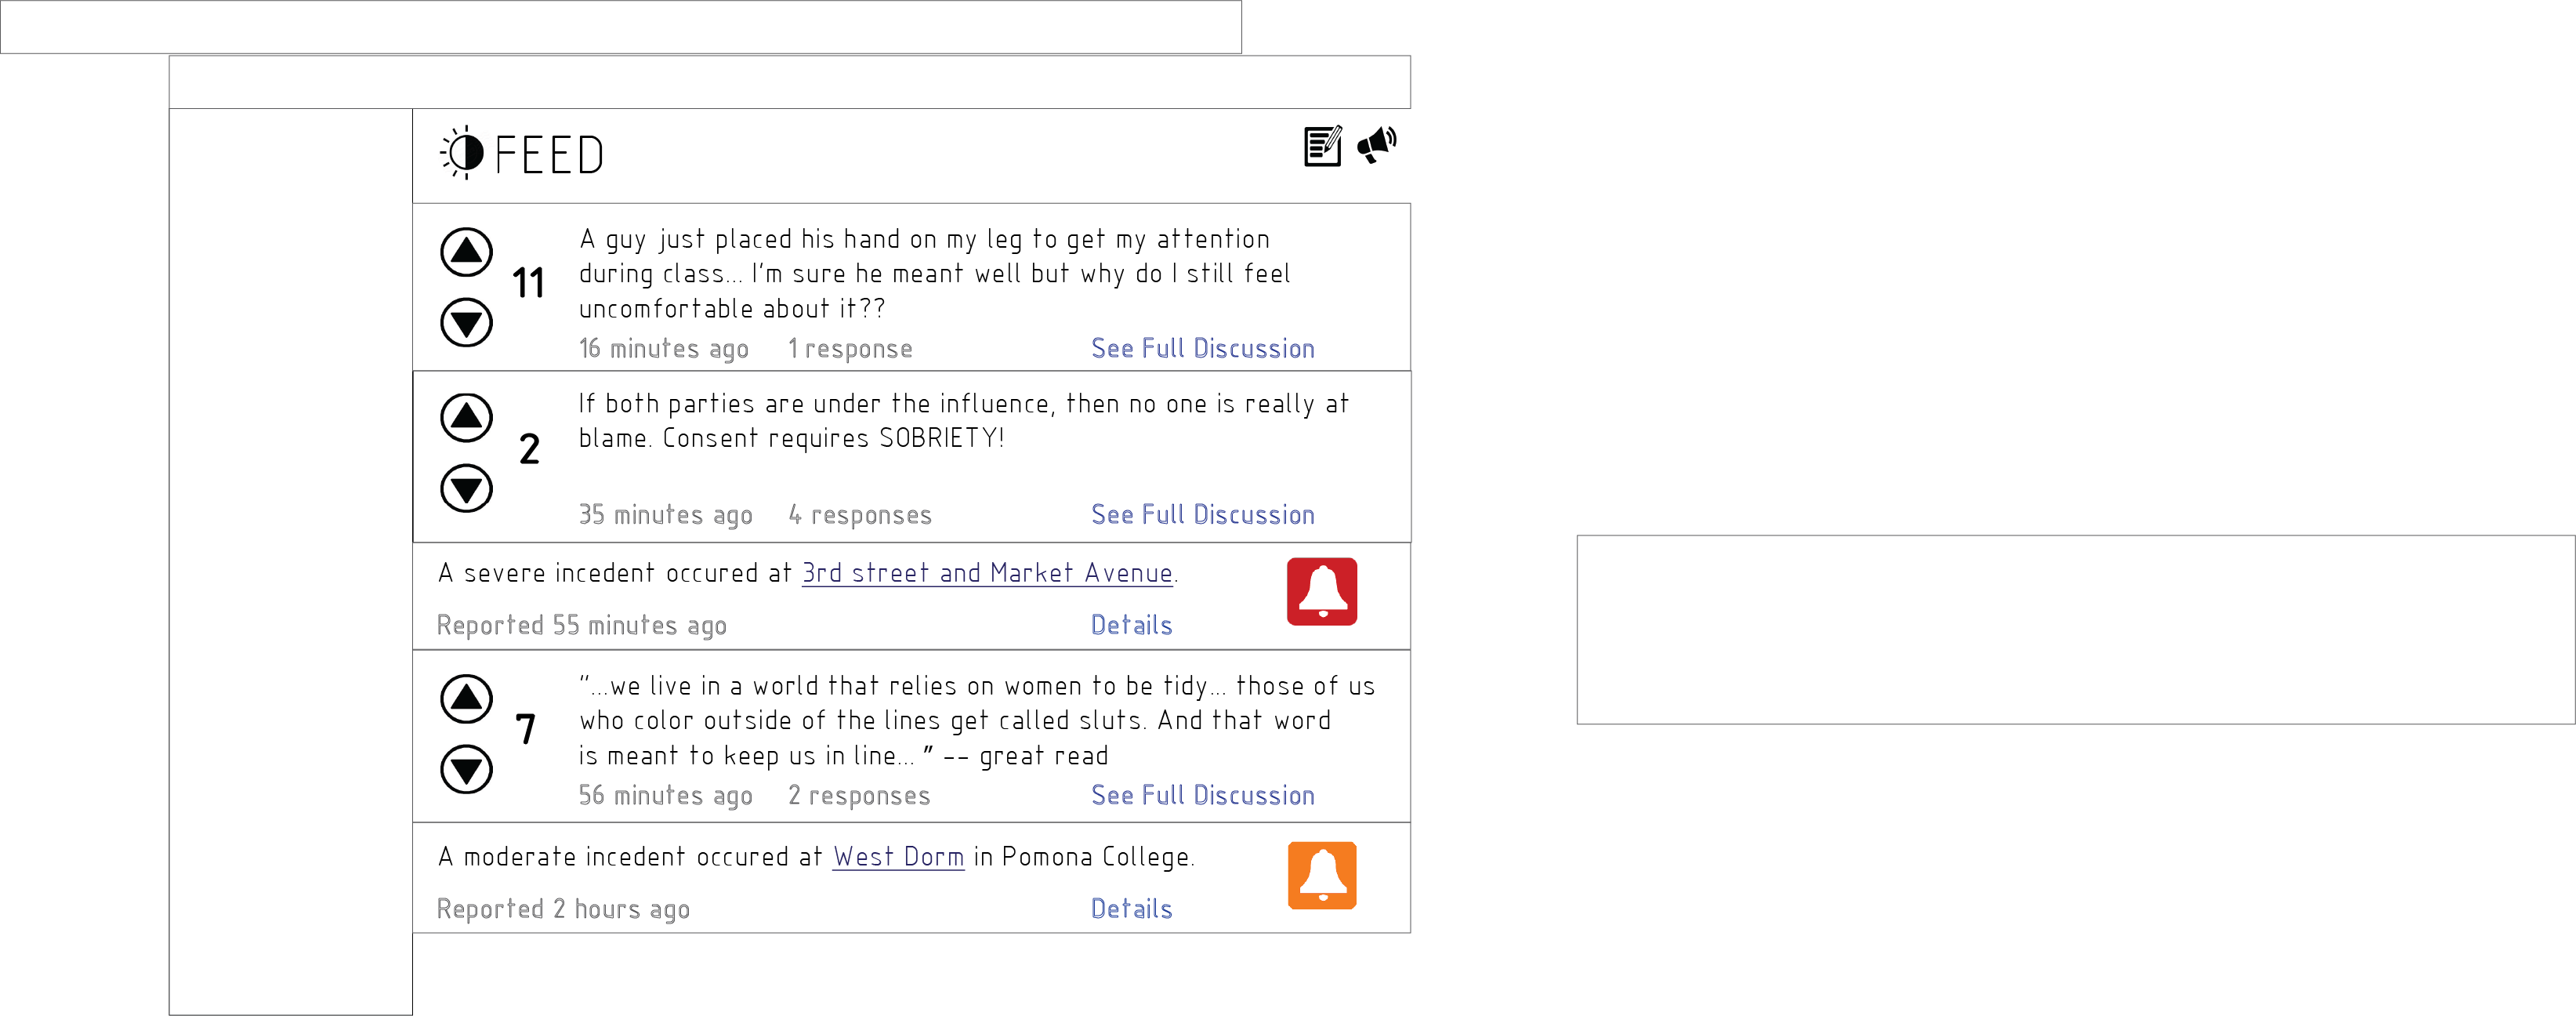 FEED
A guy just placed his hand on my leg to get my attention
during class... I'm sure he meant well but why do I still feel
uncomfortable about it??
11
16 minutes ago 1 response See Full Discussion
If both parties are under the influence, then no one is really at
blame. Consent requires SOBRIETY!
2
35 minutes ago 4 responses See Full Discussion
A severe incedent occured at 3rd street and Market Avenue.
Reported 55 minutes ago Details
"...we live in a world that relies on women to be tidy... those of us
who color outside of the lines get called sluts. And that word
is meant to keep us in line... " -- great read
7
56 minutes ago 2 responses See Full Discussion
A moderate incedent occured at West Dorm in Pomona College.
Reported 2 hours ago Details